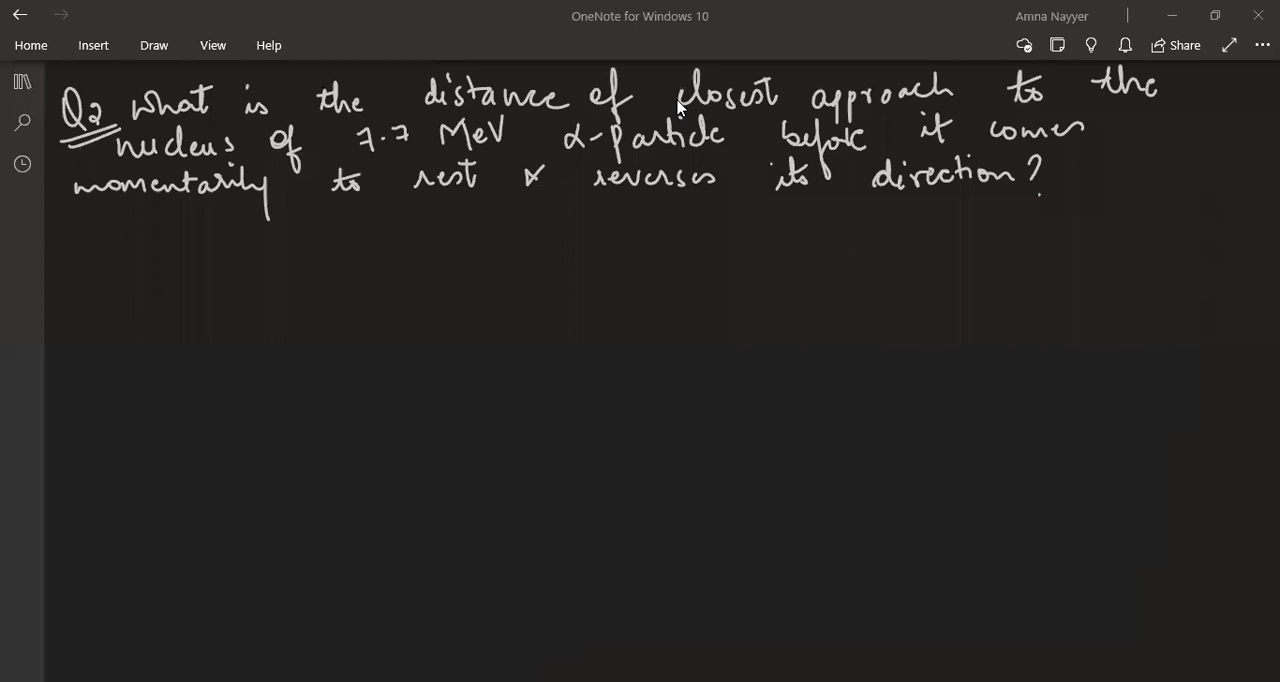 OneNote for Windows 10
Amna Nayyer
Home Insert Draw View Help
Share
Q2 what is the distance of closest approach to the
nucleus of 7.7 MeV α-particle before it comes
momentarily to rest & reverses its direction?